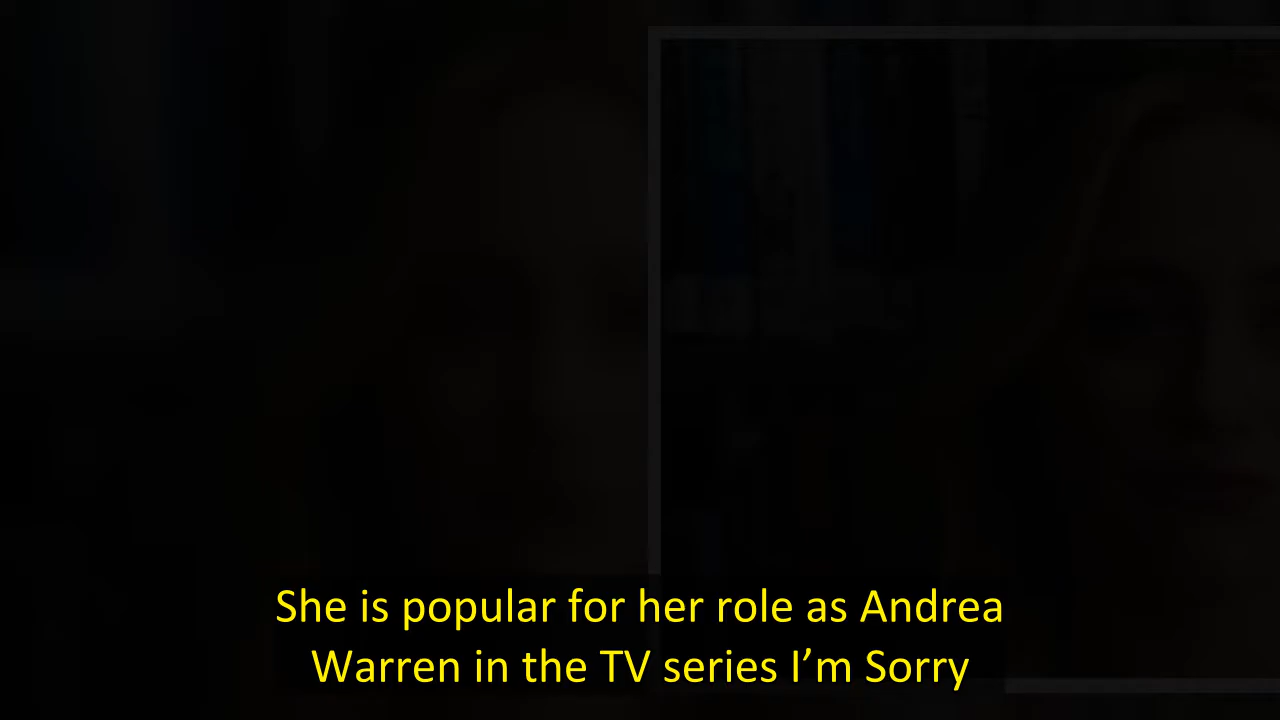 She is popular for her role as Andrea
Warren in the TV series I’m Sorry